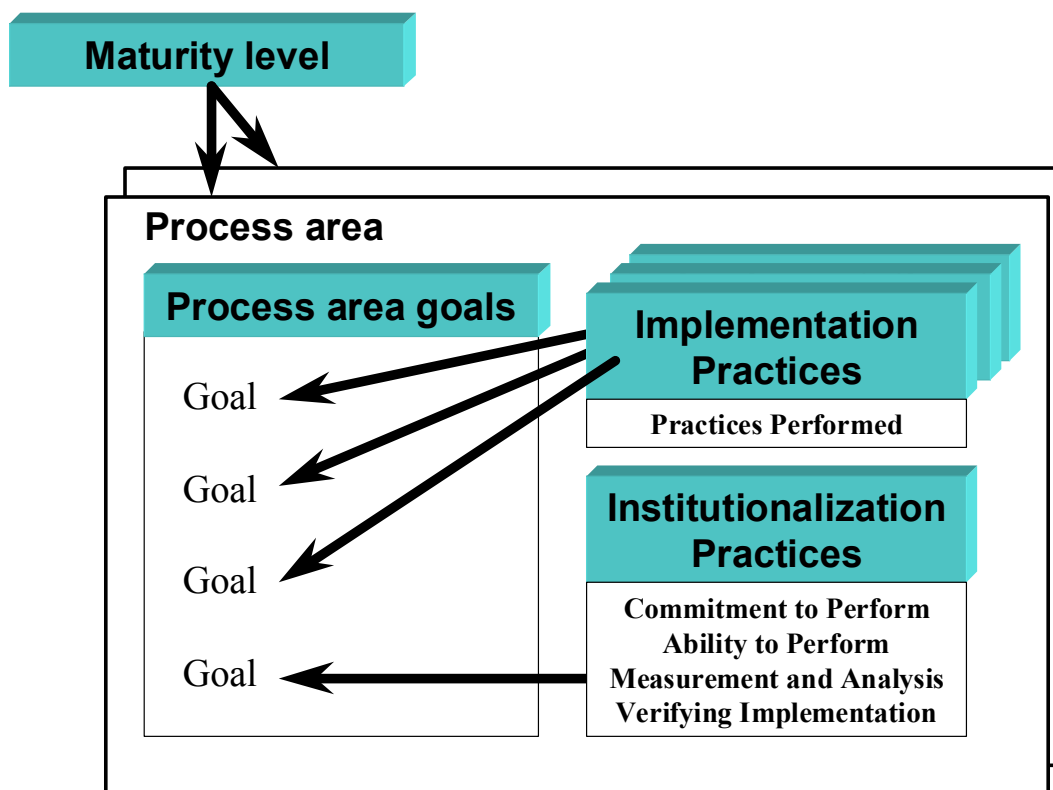 Maturity level
Process area
Process area goals
Goal
Goal
Goal
Goal
Implementation
Practices
Practices Performed
Institutionalization
Practices
Commitment to Perform
Ability to Perform
Measurement and Analysis
Verifying Implementation